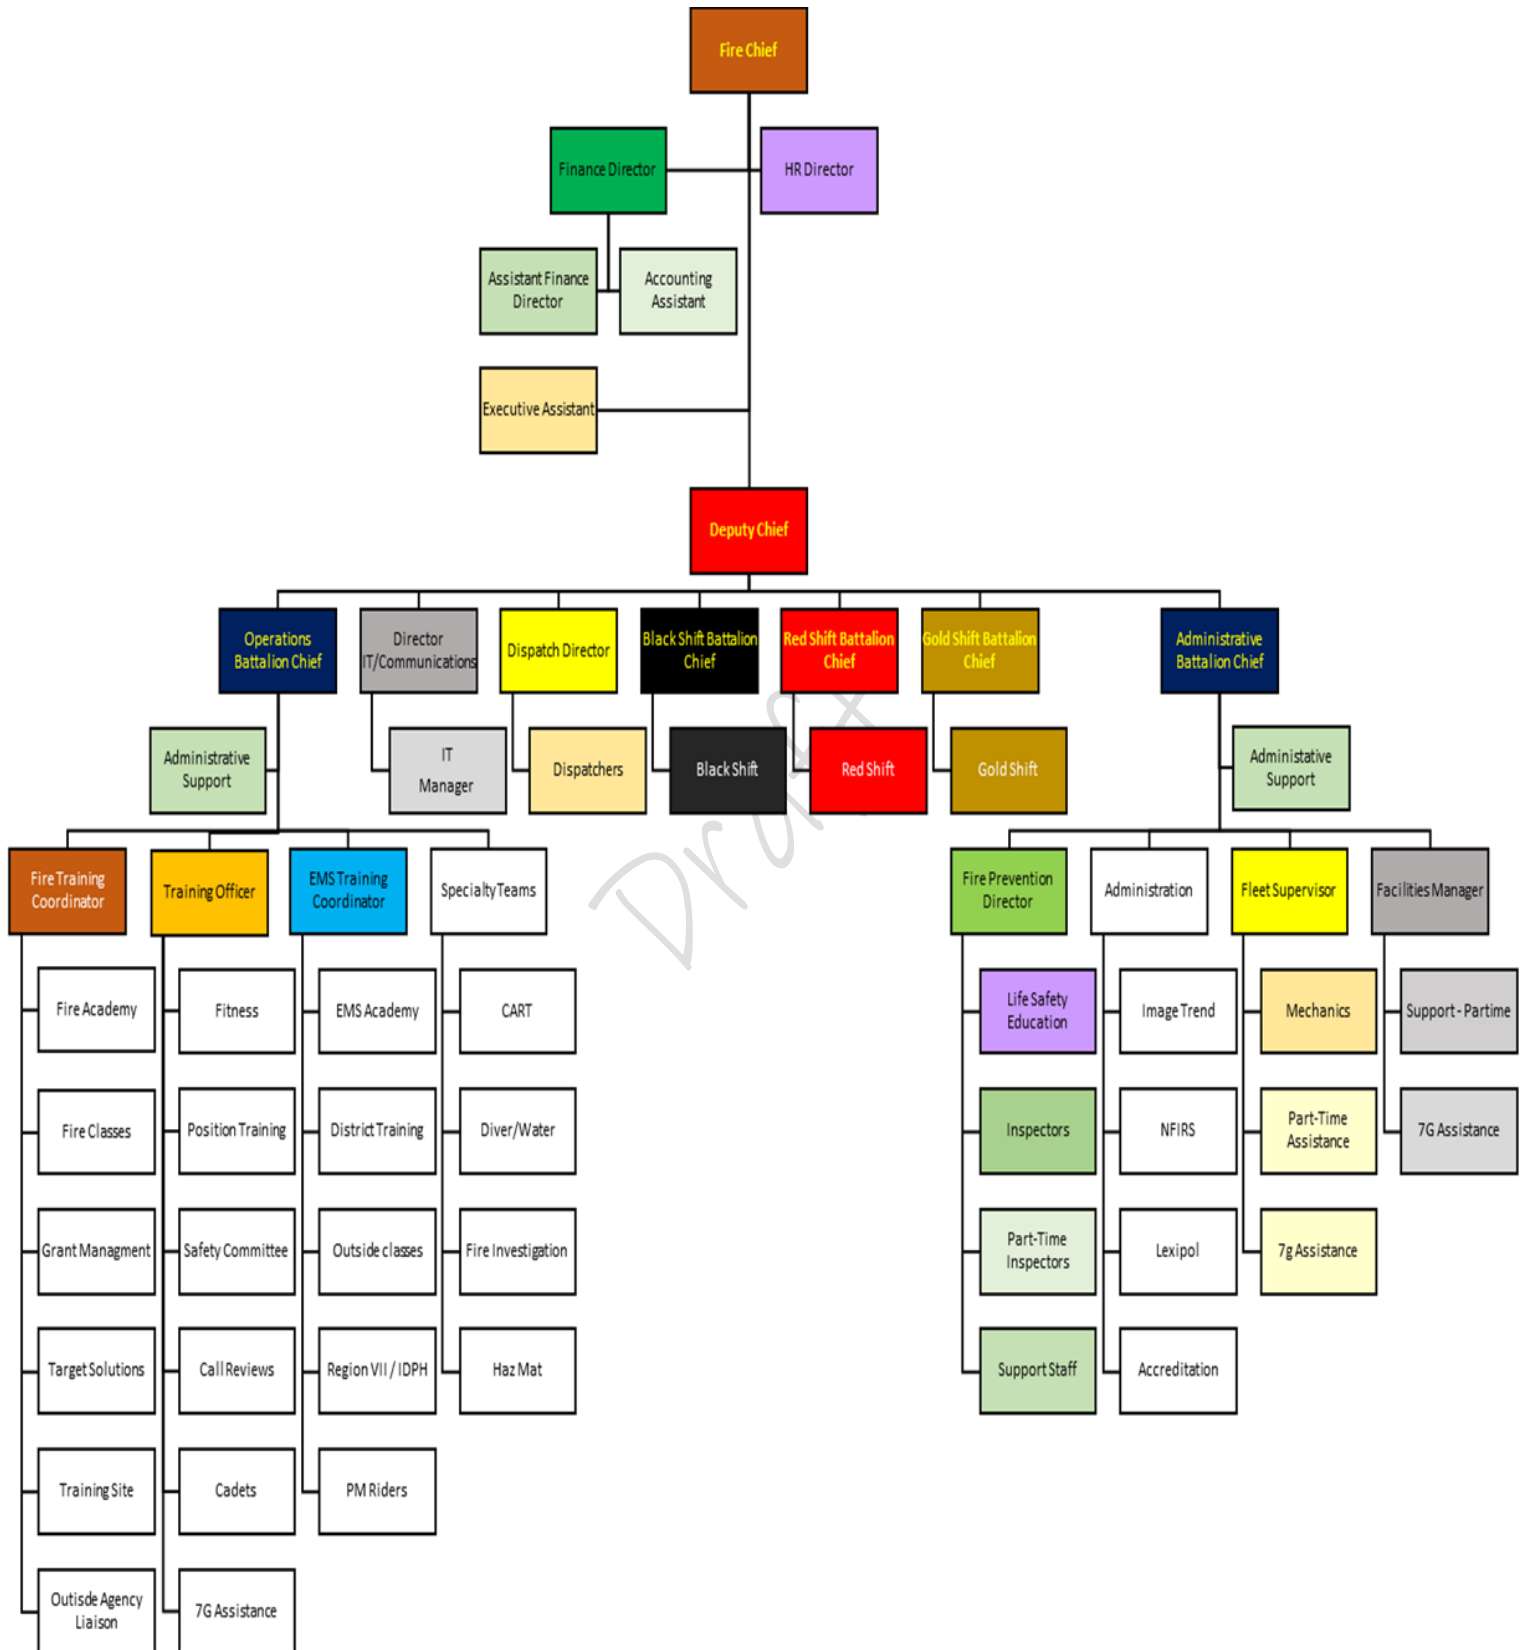 Fire Chief
Finance Director
HR Director
Assistant Finance
Director
Accounting
Assistant
Executive Assistant
Deputy Chief
Operations
Battalion Chief
Director
IT/Communications
Dispatch Director
Black Shift Battalion
Chief
Red Shift Battalion
Chief
Gold Shift Battalion
Chief
Administrative
Battalion Chief
Administrative
Support
IT
Manager
Dispatchers
Black Shift
Red Shift
Gold Shift
Administative
Support
Draft
Fire Training
Coordinator
Training Officer
EMS Training
Coordinator
Specialty Teams
Fire Prevention
Director
Administration
Fleet Supervisor
Facilities Manager
Fire Academy
Fitness
EMS Academy
CART
Life Safety
Education
Image Trend
Mechanics
Support - Partime
Fire Classes
Position Training
District Training
Diver/Water
Inspectors
NFIRS
Part-Time
Assistance
7G Assistance
Grant Managment
Safety Committee
Outside classes
Fire Investigation
Part-Time
Inspectors
Lexipol
7g Assistance
Target Solutions
Call Reviews
Region VII / IDPH
Haz Mat
Support Staff
Accreditation
Training Site
Cadets
PM Riders
Outisde Agency
Liaison
7G Assistance